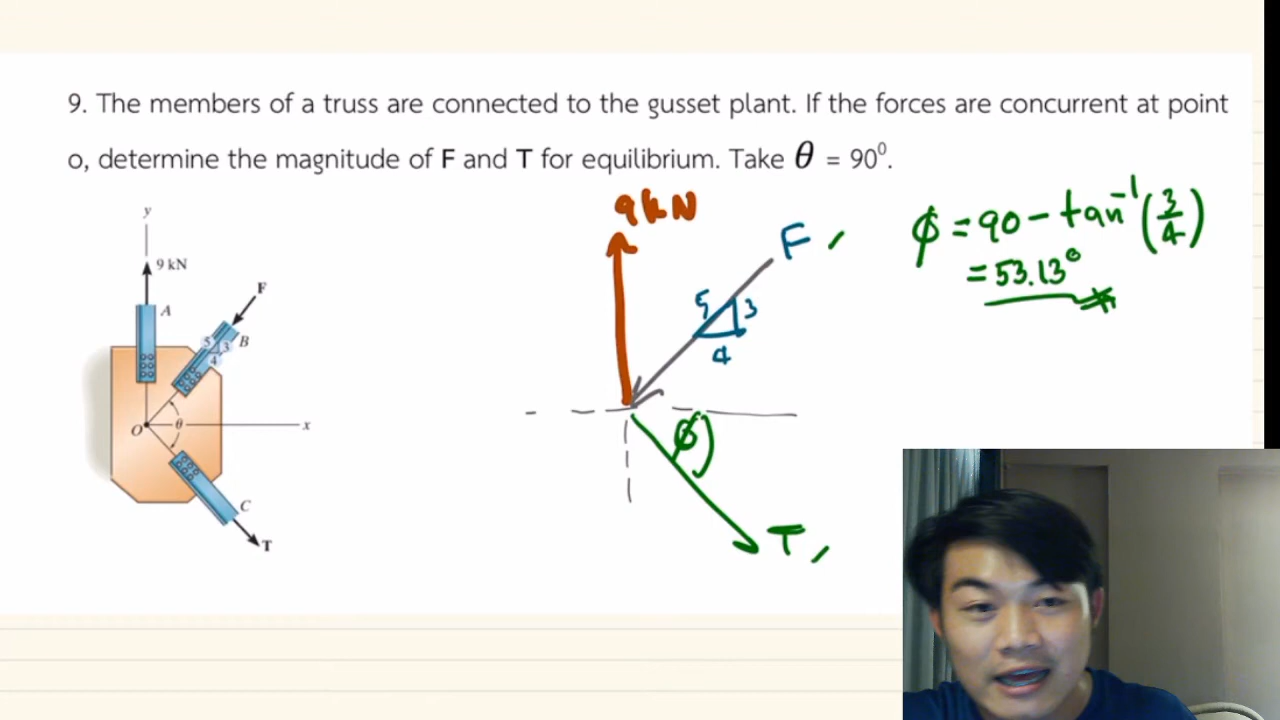 9. The members of a truss are connected to the gusset plant. If the forces are concurrent at point
o, determine the magnitude of F and T for equilibrium. Take θ = 90⁰.
y
9 kN
A
F
5
3
4
B
O
θ
x
C
T
9kN
F
5
3
4
ϕ
T
ϕ = 90 - tan⁻¹(3/4)
= 53.13°